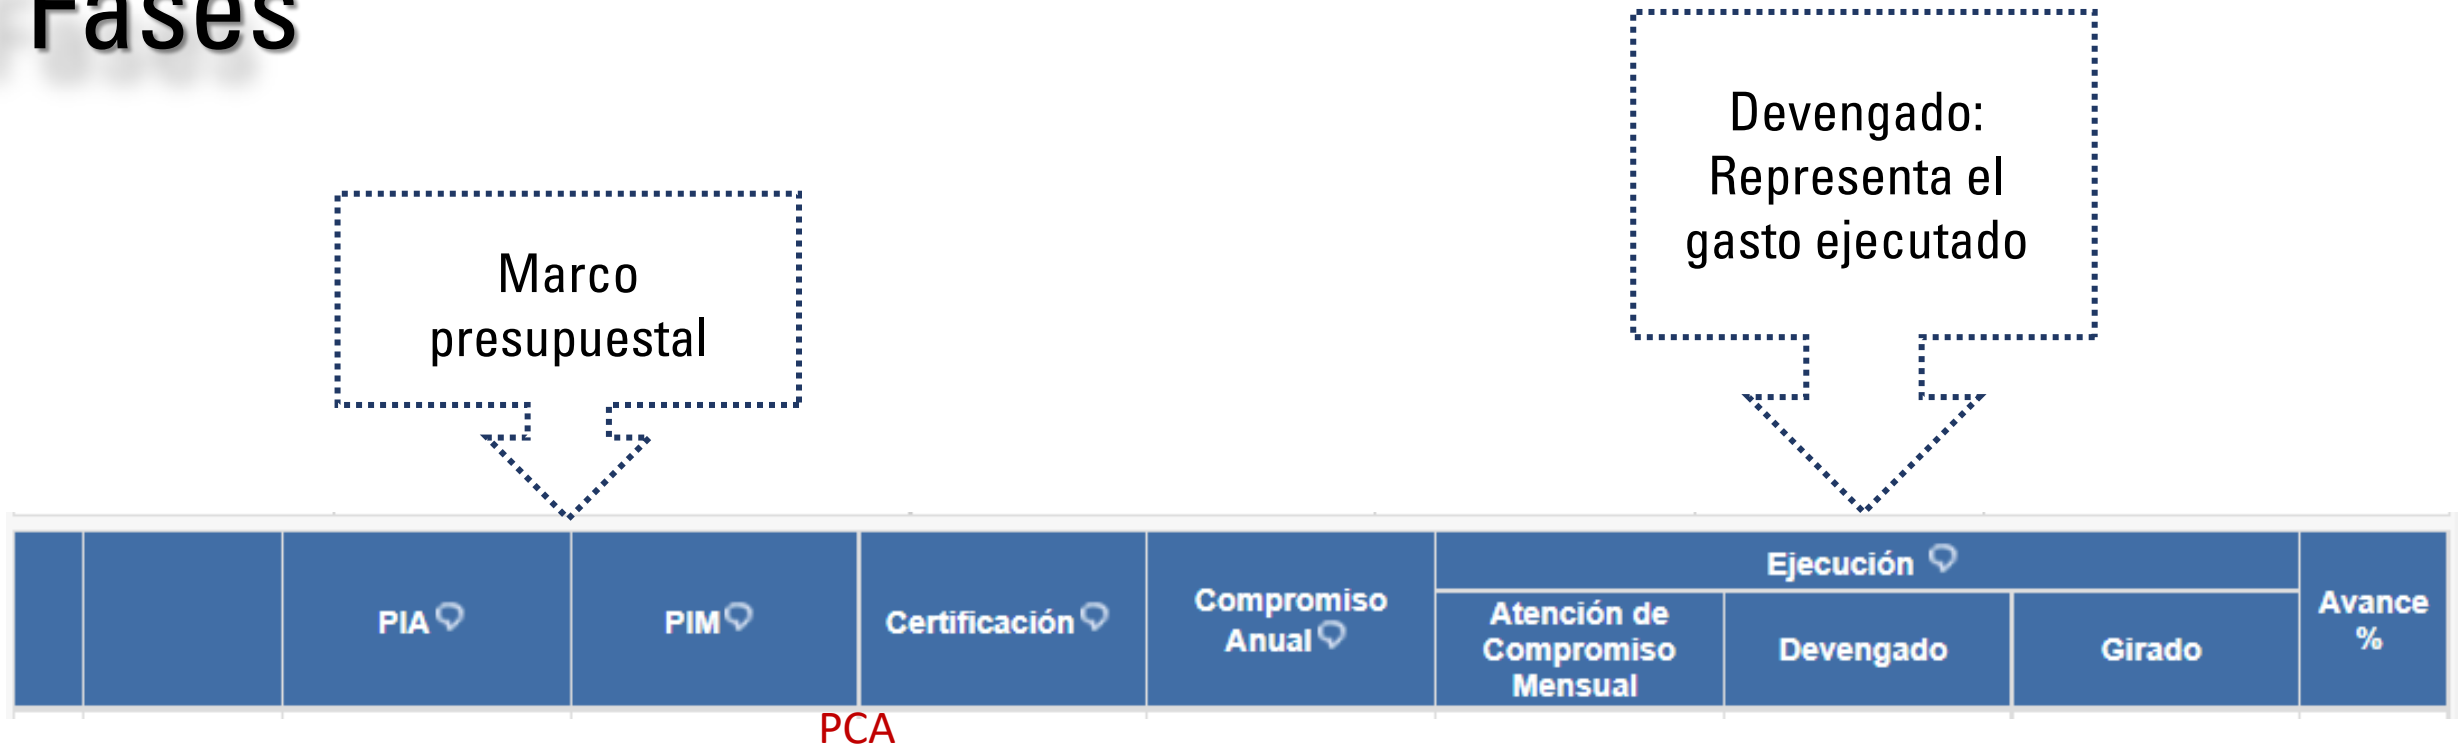 Fases
Devengado:
Representa el
gasto ejecutado
Marco
presupuestal
PIA
PIM
Certificación
Compromiso
Anual
Ejecución
Atención de
Compromiso
Mensual
Devengado
Girado
Avance
%
PCA